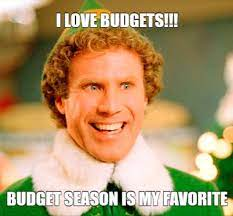 I LOVE BUDGETS!!!
BUDGET SEASON IS MY FAVORITE